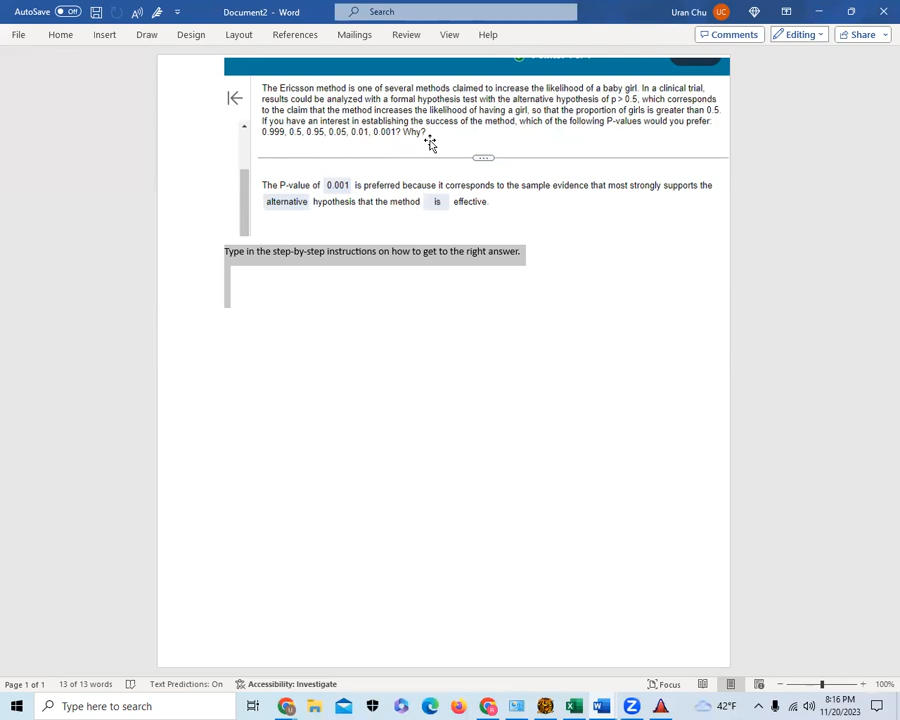 AutoSave Off Document2 - Word Search Uran Chu UC
File Home Insert Draw Design Layout References Mailings Review View Help Comments Editing Share
The Ericsson method is one of several methods claimed to increase the likelihood of a baby girl. In a clinical trial,
results could be analyzed with a formal hypothesis test with the alternative hypothesis of p > 0.5, which corresponds
to the claim that the method increases the likelihood of having a girl, so that the proportion of girls is greater than 0.5.
If you have an interest in establishing the success of the method, which of the following P-values would you prefer:
0.999, 0.5, 0.95, 0.05, 0.01, 0.001? Why?
The P-value of 0.001 is preferred because it corresponds to the sample evidence that most strongly supports the
alternative hypothesis that the method is effective.
Type in the step-by-step instructions on how to get to the right answer.
Page 1 of 1 13 of 13 words Text Predictions: On Accessibility: Investigate Focus 100%
Type here to search 42°F 8:16 PM
11/20/2023